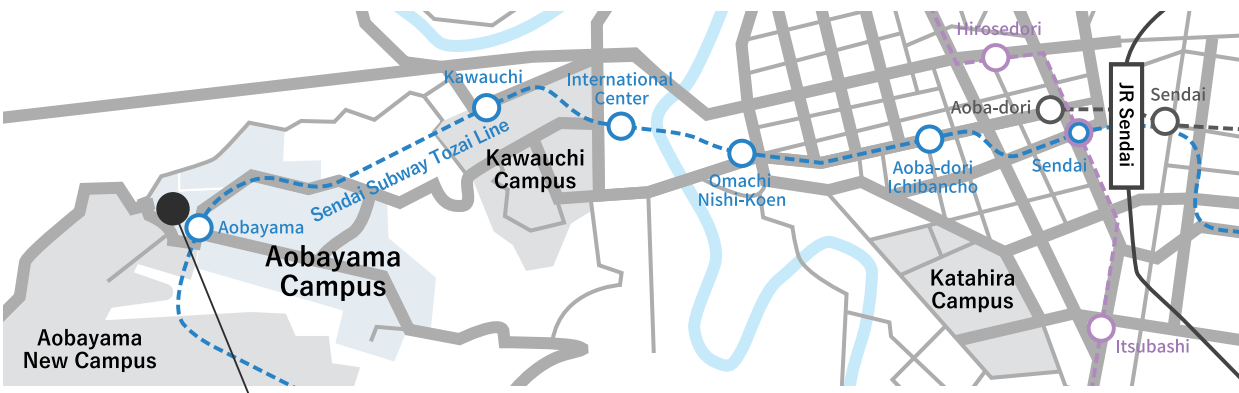 Hirosedori
Kawauchi
International
Center
Aoba-dori
JR Sendai
Sendai
Sendai Subway Tozai Line
Kawauchi
Campus
Omachi
Nishi-Koen
Aoba-dori
Ichibancho
Sendai
Aobayama
Aobayama
Campus
Katahira
Campus
Aobayama
New Campus
Itsubashi